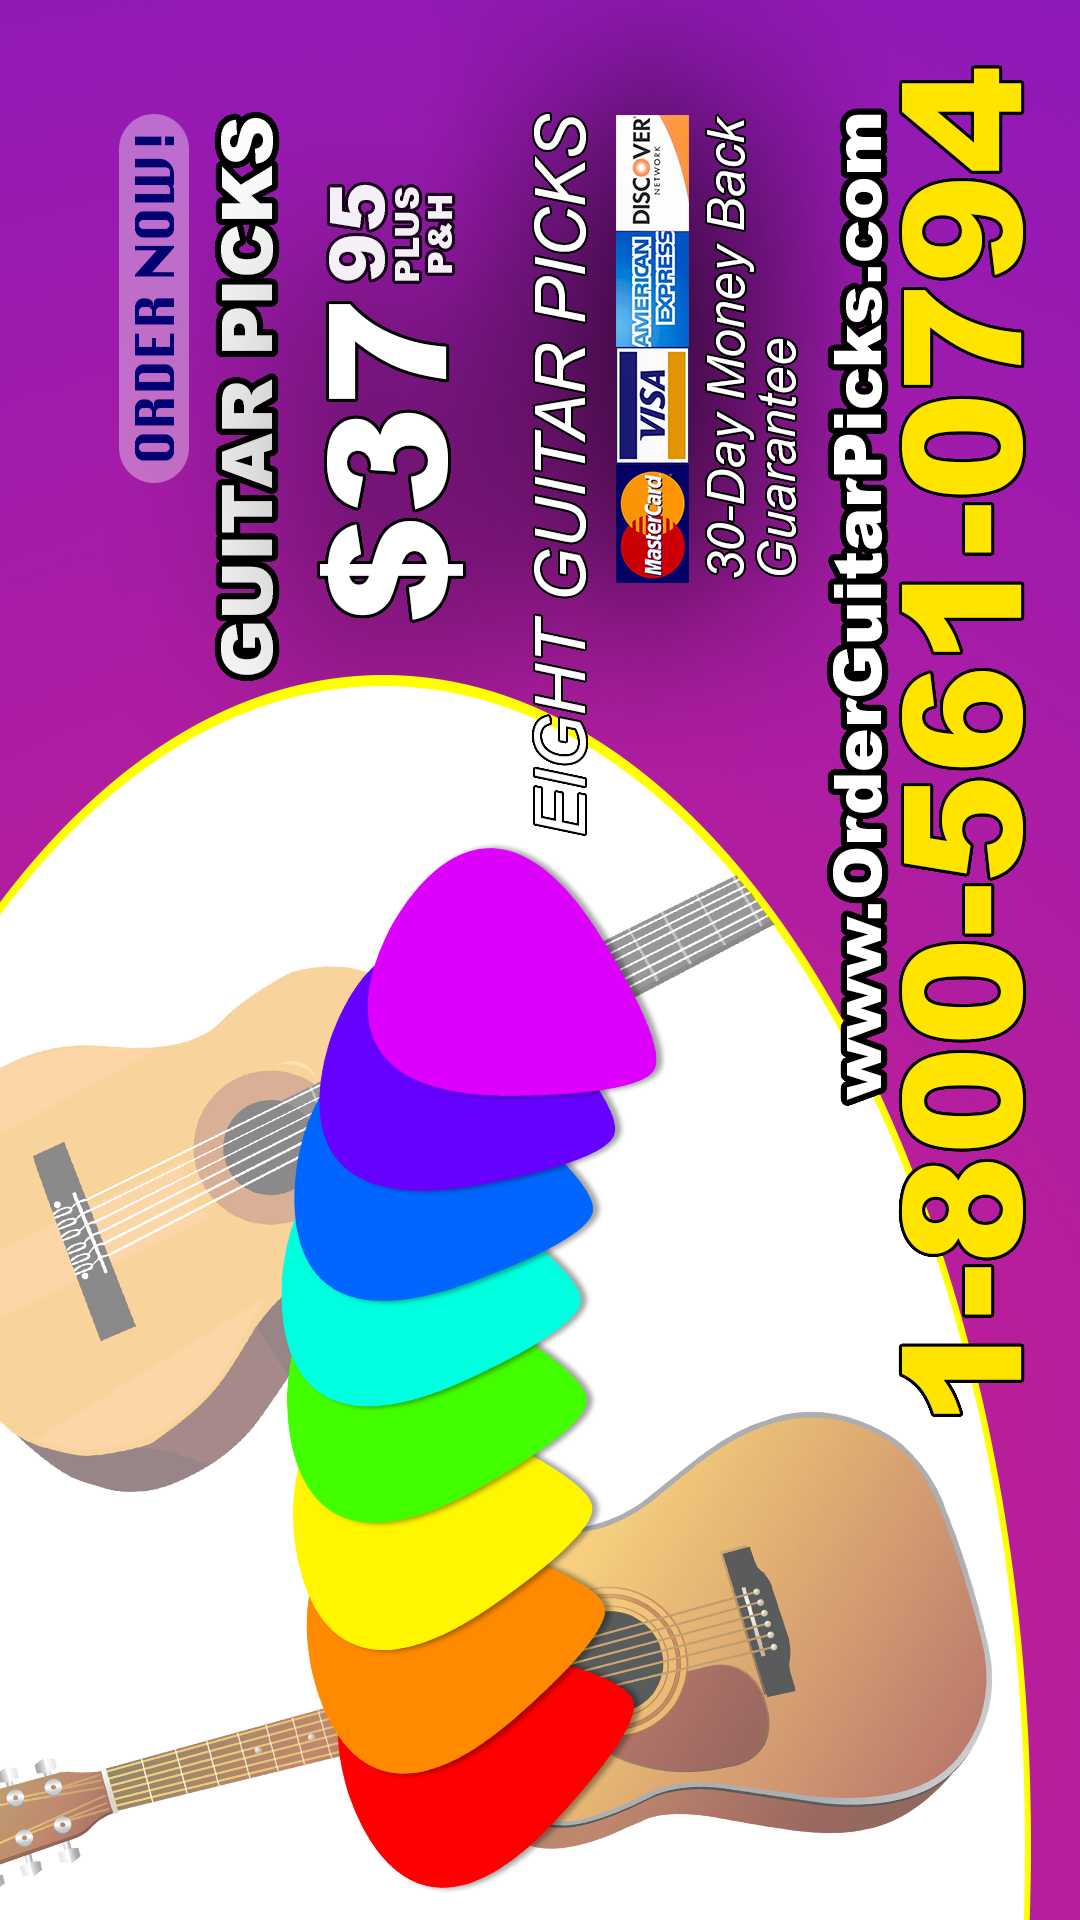 ORDER NOW!
GUITAR PICKS
$37 95
PLUS
P&H
EIGHT GUITAR PICKS
MasterCard VISA AMERICAN EXPRESS DISCOVER NETWORK
30-Day Money Back
Guarantee
www.OrderGuitarPicks.com
1-800-561-0794